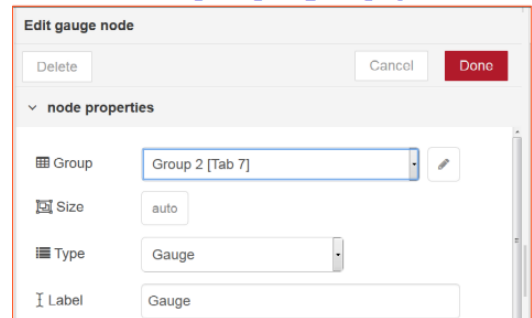 Edit gauge node
Delete Cancel Done
node properties
Group Group 2 [Tab 7]
Size auto
Type Gauge
Label Gauge